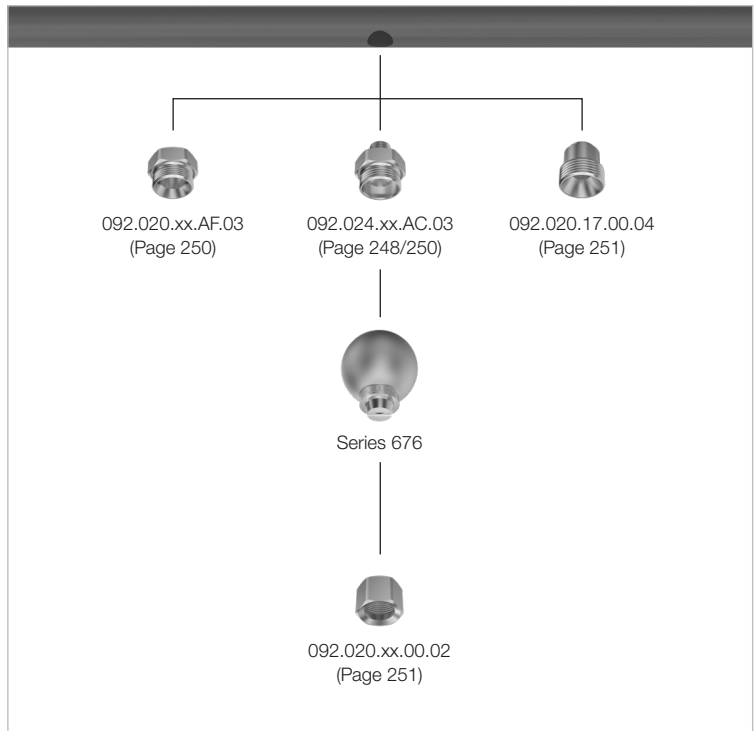 092.020.xx.AF.03
(Page 250)
092.024.xx.AC.03
(Page 248/250)
092.020.17.00.04
(Page 251)
Series 676
092.020.xx.00.02
(Page 251)